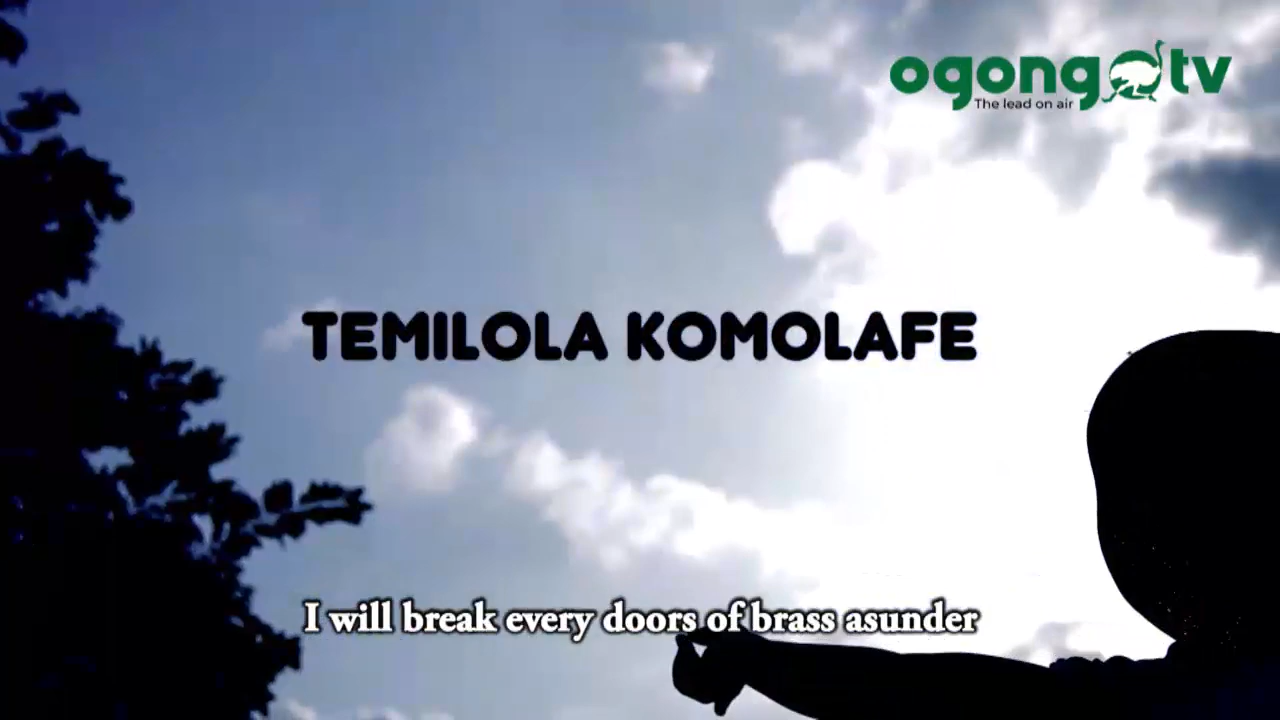 ogongotv
The lead on air
TEMILOLA KOMOLAFE
I will break every doors of brass asunder